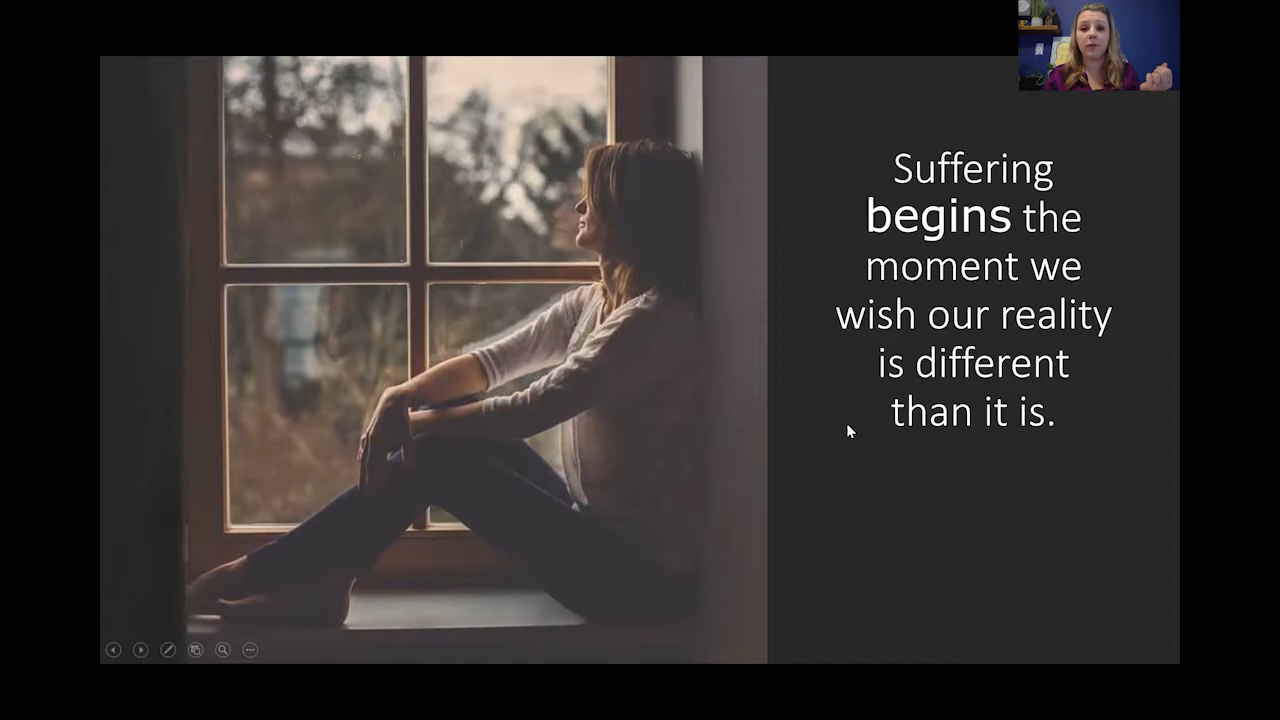 Suffering
begins the
moment we
wish our reality
is different
than it is.